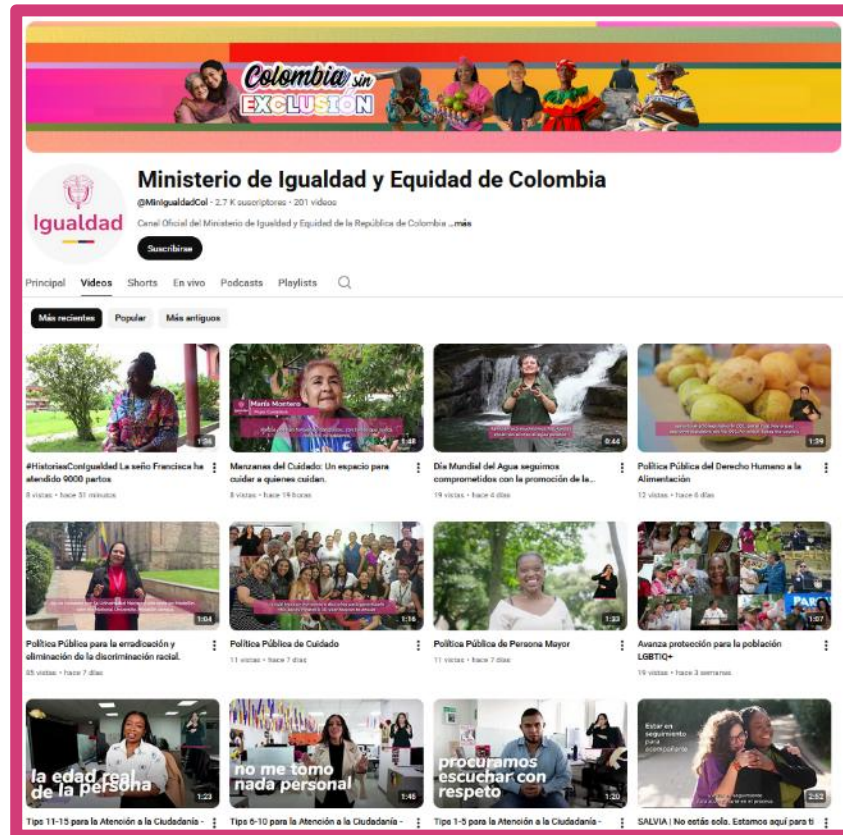 Colombia sin
EXCLUSIÓN
Igualdad
Ministerio de Igualdad y Equidad de Colombia
@MinIgualdadCol · 2.7 K suscriptores · 201 videos
Canal Oficial del Ministerio de Igualdad y Equidad de la República de Colombia ...más
Suscribirse
Principal Videos Shorts En vivo Podcasts Playlists
Más recientes Popular Más antiguos
1:34
María Montero
1:48
0:44
1:39
#HistoriasConIgualdad La seño Francisca ha
atendido 9000 partos
8 vistas · hace 51 minutos
Manzanas del Cuidado: Un espacio para
cuidar a quienes cuidan.
8 vistas · hace 19 horas
Día Mundial del Agua seguimos
comprometidos con la promoción de la...
19 vistas · hace 4 días
Política Pública del Derecho Humano a la
Alimentación
12 vistas · hace 6 días
1:04
1:16
1:33
1:07
Política Pública para la erradicación y
eliminación de la discriminación racial.
85 vistas · hace 7 días
Política Pública de Cuidado
11 vistas · hace 7 días
Política Pública de Persona Mayor
11 vistas · hace 7 días
Avanza protección para la población
LGBTIQ+
19 vistas · hace 3 semanas
la edad real
de la persona
1:23
no me tomo
nada personal
1:45
procuramos
escuchar con
respeto
1:20
Estar en
seguimiento
para
acompañarte
2:52
Tips 11-15 para la Atención a la Ciudadanía -
Tips 6-10 para la Atención a la Ciudadanía -
Tips 1-5 para la Atención a la Ciudadanía -
SALVIA | No estás sola. Estamos aquí para ti